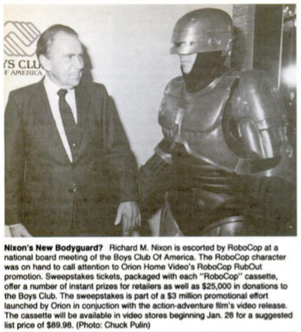 YS CLU
OF AMERICA
Nixon's New Bodyguard? Richard M. Nixon is escorted by RoboCop at a
national board meeting of the Boys Club Of America. The RoboCop character
was on hand to call attention to Orion Home Video's RoboCop RubOut
promotion. Sweepstakes tickets, packaged with each "RoboCop" cassette,
offer a number of instant prizes for retailers as well as $25,000 in donations to
the Boys Club. The sweepstakes is part of a $3 million promotional effort
launched by Orion in conjuction with the action-adventure film's video release.
The cassette will be available in video stores beginning Jan. 28 for a suggested
list price of $89.98. (Photo: Chuck Pulin)